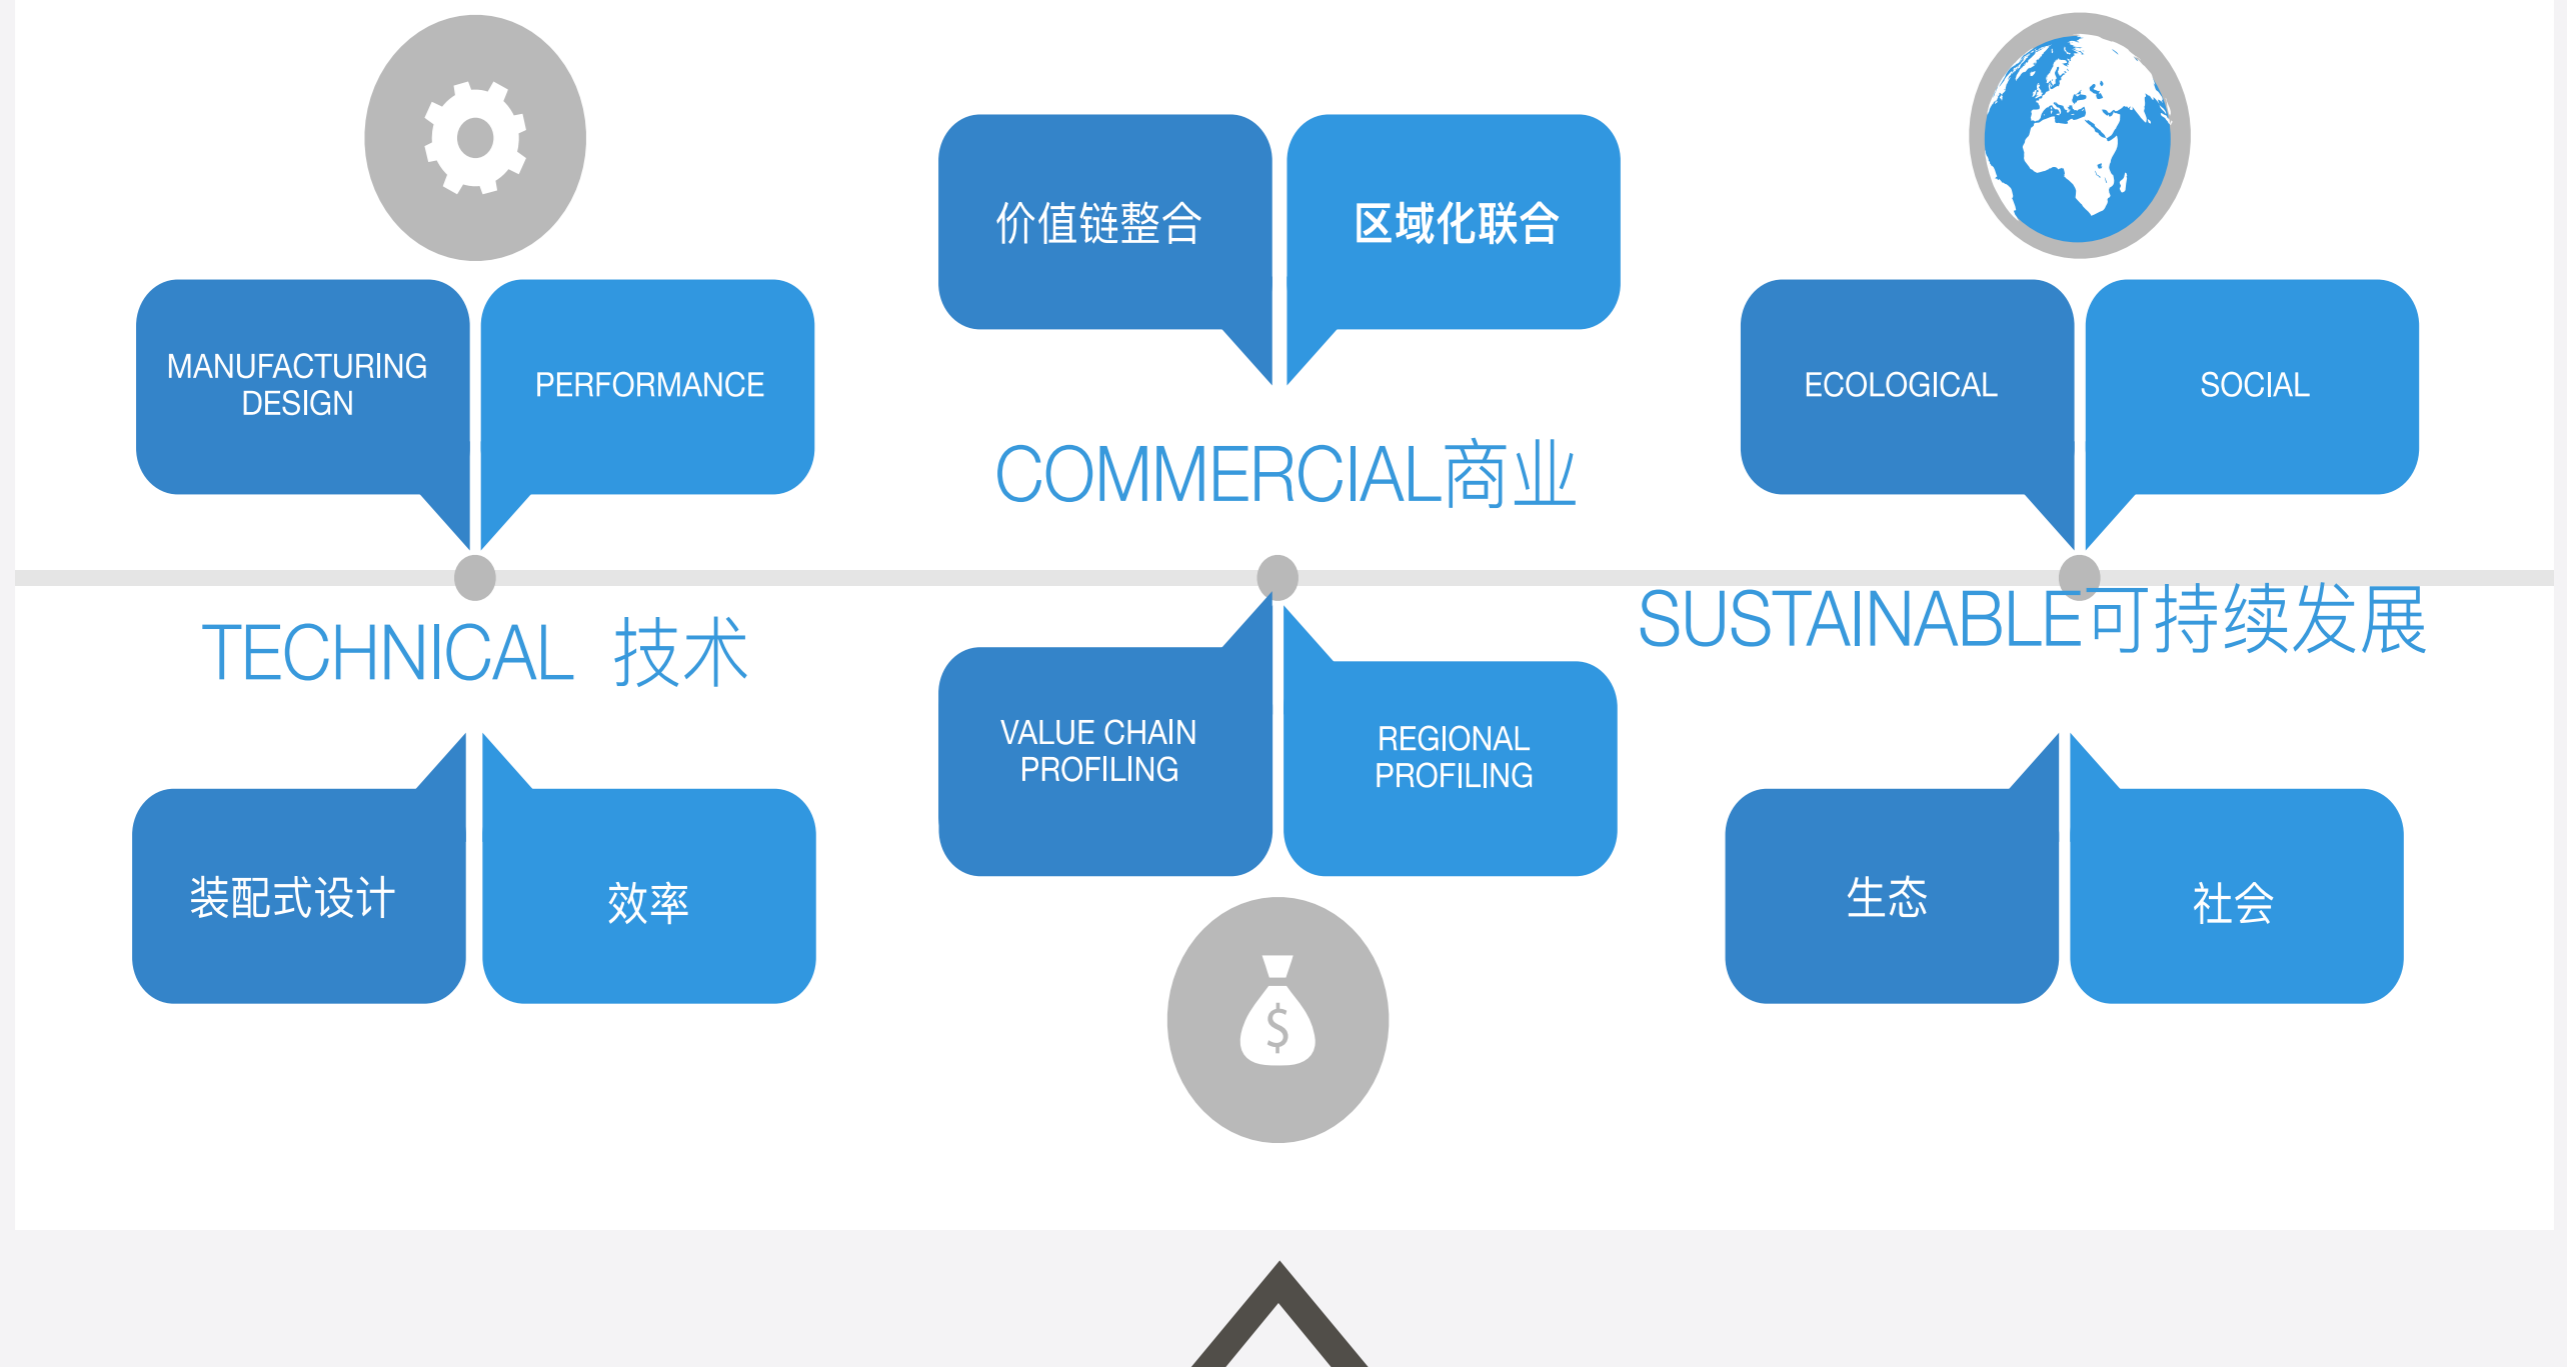 MANUFACTURING
DESIGN
PERFORMANCE
TECHNICAL 技术
装配式设计
效率
价值链整合
区域化联合
COMMERCIAL商业
VALUE CHAIN
PROFILING
REGIONAL
PROFILING
$
ECOLOGICAL
SOCIAL
SUSTAINABLE可持续发展
生态
社会